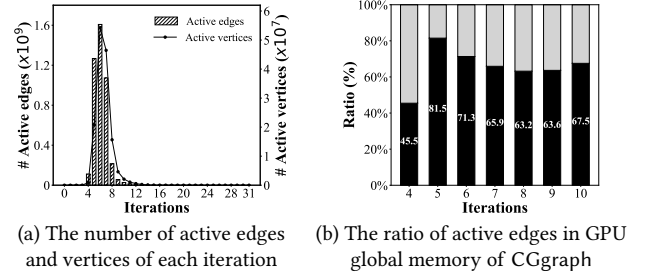 # Active edges (x10⁹)
1.6
1.2
0.8
0.4
0
Active edges
Active vertices
6
5
4
3
2
1
0
# Active vertices (x10⁷)
0 4 8 12 16 20 24 28 31
Iterations
(a) The number of active edges
and vertices of each iteration
Ratio (%)
100%
80%
60%
40%
20%
0%
45.5
81.5
71.3
65.9
63.2
63.6
67.5
4 5 6 7 8 9 10
Iterations
(b) The ratio of active edges in GPU
global memory of CGgraph